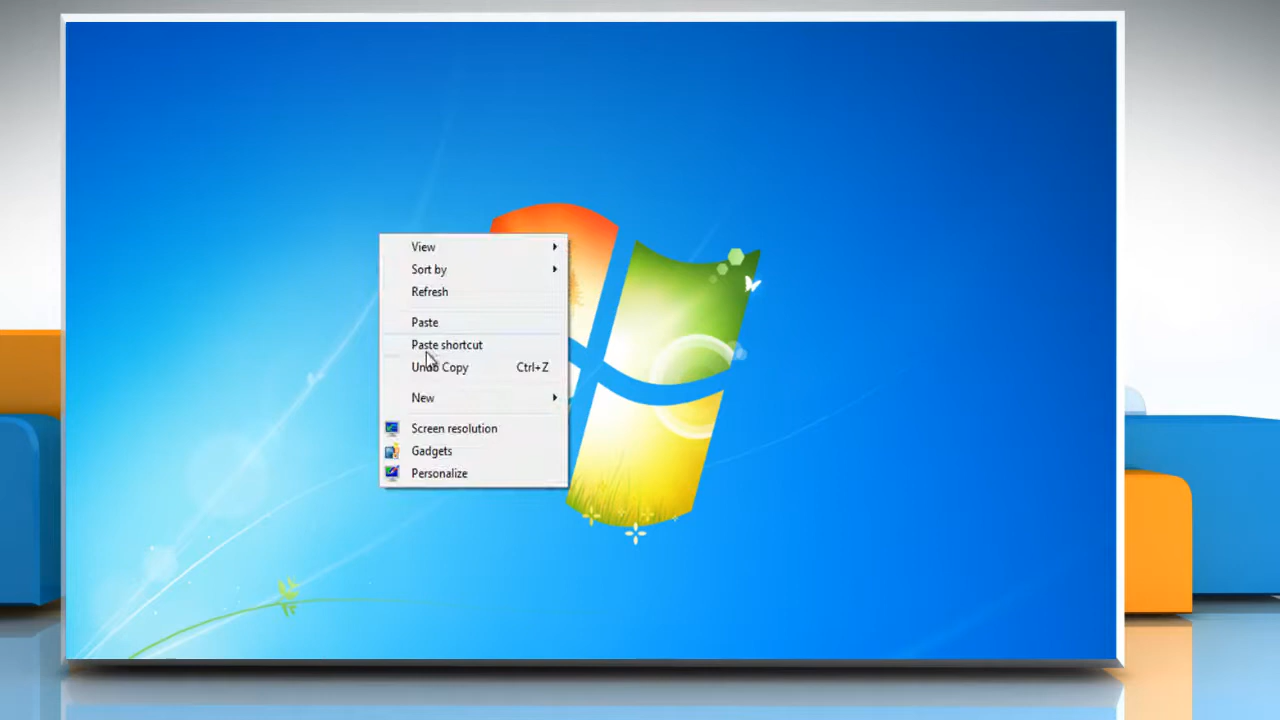 View
Sort by
Refresh
Paste
Paste shortcut
Undo Copy Ctrl+Z
New
Screen resolution
Gadgets
Personalize